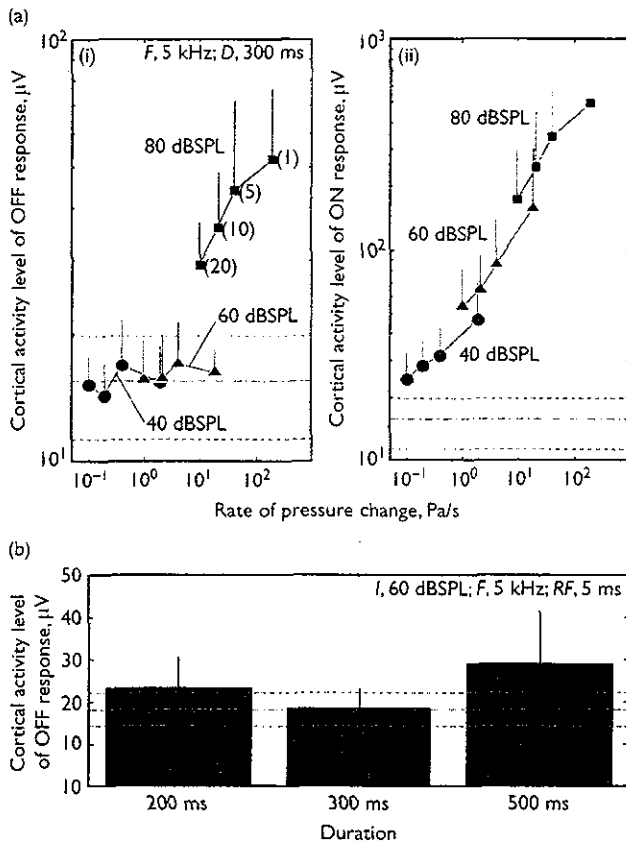 (a)
(i)
F, 5 kHz; D, 300 ms
80 dBSPL
(1)
(5)
(10)
(20)
60 dBSPL
40 dBSPL
10²
10¹
10⁻¹ 10⁰ 10¹ 10²
Cortical activity level of OFF response, μV
(ii)
80 dBSPL
60 dBSPL
40 dBSPL
10³
10²
10¹
10⁻¹ 10⁰ 10¹ 10²
Cortical activity level of ON response, μV
Rate of pressure change, Pa/s
(b)
I, 60 dBSPL; F, 5 kHz; RF, 5 ms
50
40
30
20
10
10
Cortical activity level
of OFF response, μV
200 ms 300 ms 500 ms
Duration